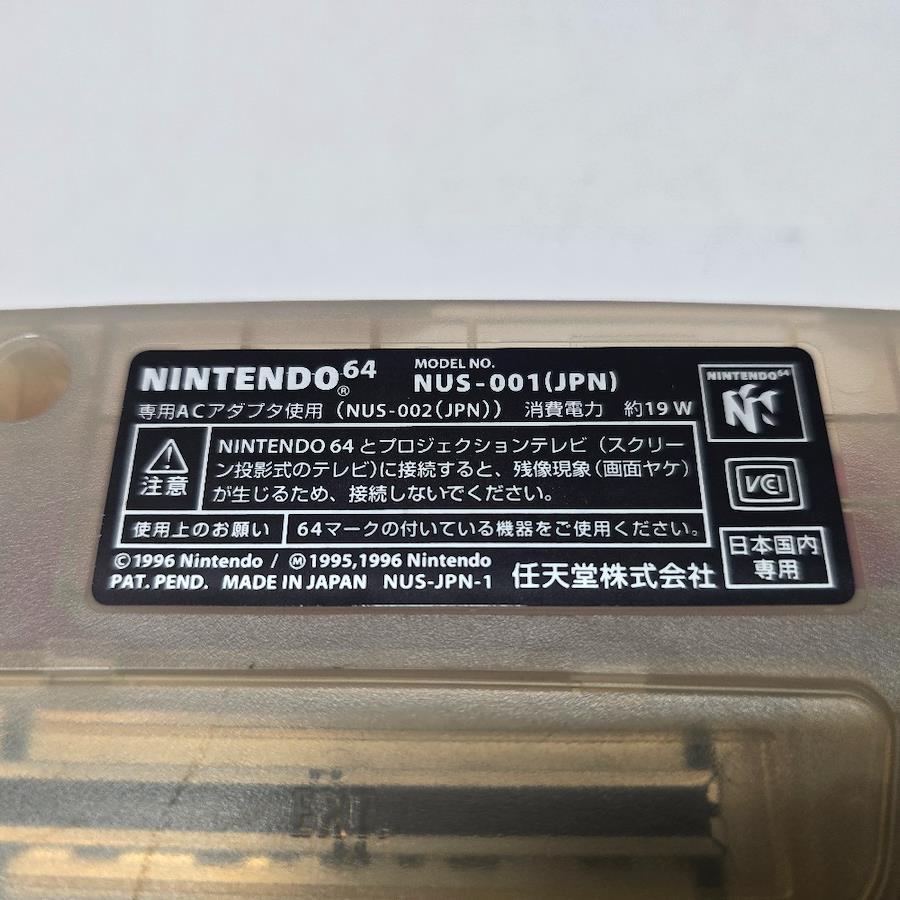 NINTENDO64®
MODEL NO.
NUS-001(JPN)
専用ACアダプタ使用（NUS-002(JPN)） 消費電力 約19W
NINTENDO64
N
注意
NINTENDO 64 とプロジェクションテレビ（スクリー
ン投影式のテレビ)に接続すると、残像現象（画面ヤケ）
が生じるため、接続しないでください。
VCCI
使用上のお願い 64マークの付いている機器をご使用ください。
©1996 Nintendo / Ⓜ1995,1996 Nintendo
PAT. PEND. MADE IN JAPAN NUS-JPN-1 任天堂株式会社
日本国内
専用
EXT.